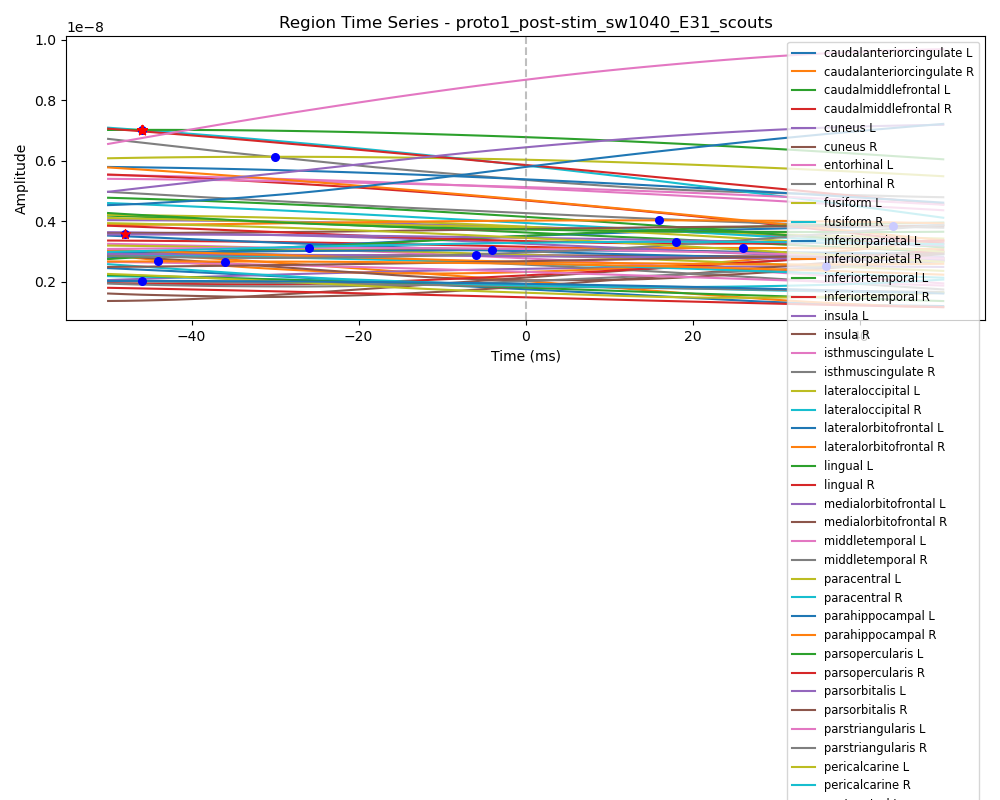 Region Time Series - proto1_post-stim_sw1040_E31_scouts
1.0
1e−8
0.8
0.6
0.4
0.2
Amplitude
−40
−20
0
20
Time (ms)
caudalanteriorcingulate L
caudalanteriorcingulate R
caudalmiddlefrontal L
caudalmiddlefrontal R
cuneus L
cuneus R
entorhinal L
entorhinal R
fusiform L
fusiform R
inferiorparietal L
inferiorparietal R
inferiortemporal L
inferiortemporal R
insula L
insula R
isthmuscingulate L
isthmuscingulate R
lateraloccipital L
lateraloccipital R
lateralorbitofrontal L
lateralorbitofrontal R
lingual L
lingual R
medialorbitofrontal L
medialorbitofrontal R
middletemporal L
middletemporal R
paracentral L
paracentral R
parahippocampal L
parahippocampal R
parsopercularis L
parsopercularis R
parsorbitalis L
parsorbitalis R
parstriangularis L
parstriangularis R
pericalcarine L
pericalcarine R